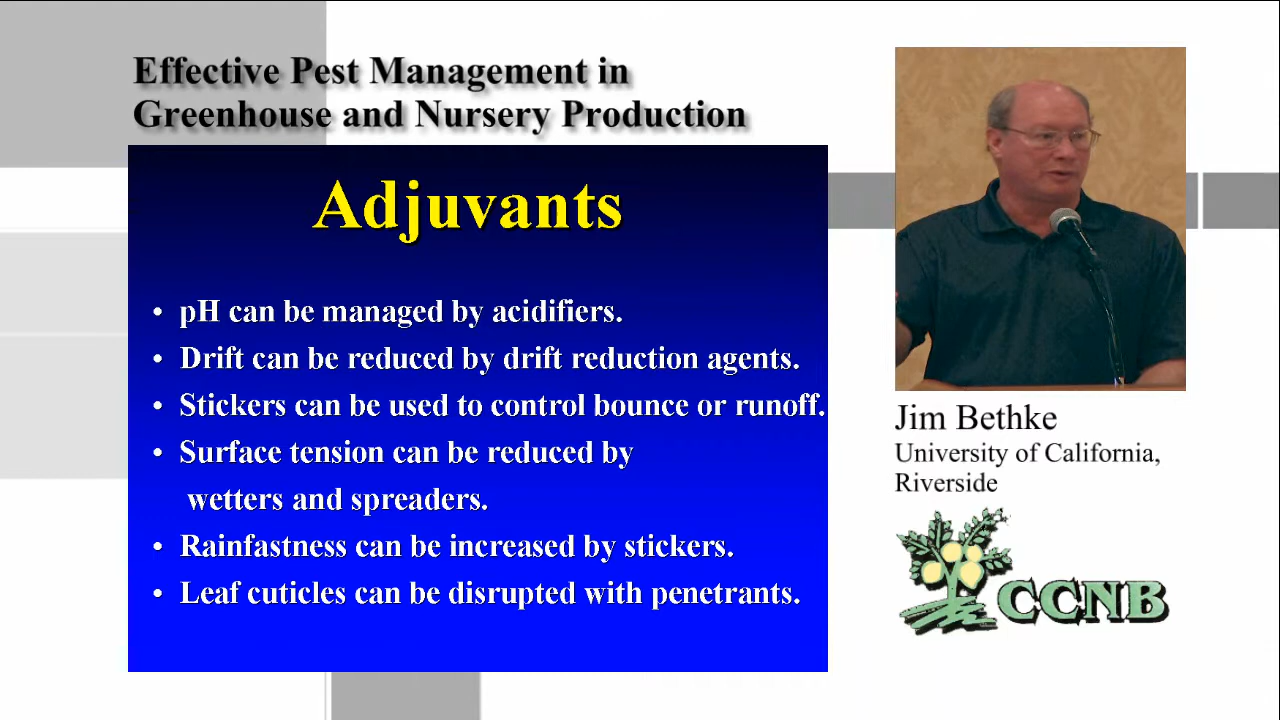 Effective Pest Management in
Greenhouse and Nursery Production
Adjuvants
• pH can be managed by acidifiers.
• Drift can be reduced by drift reduction agents.
• Stickers can be used to control bounce or runoff.
• Surface tension can be reduced by
wetters and spreaders.
• Rainfastness can be increased by stickers.
• Leaf cuticles can be disrupted with penetrants.
Jim Bethke
University of California,
Riverside
CCNB